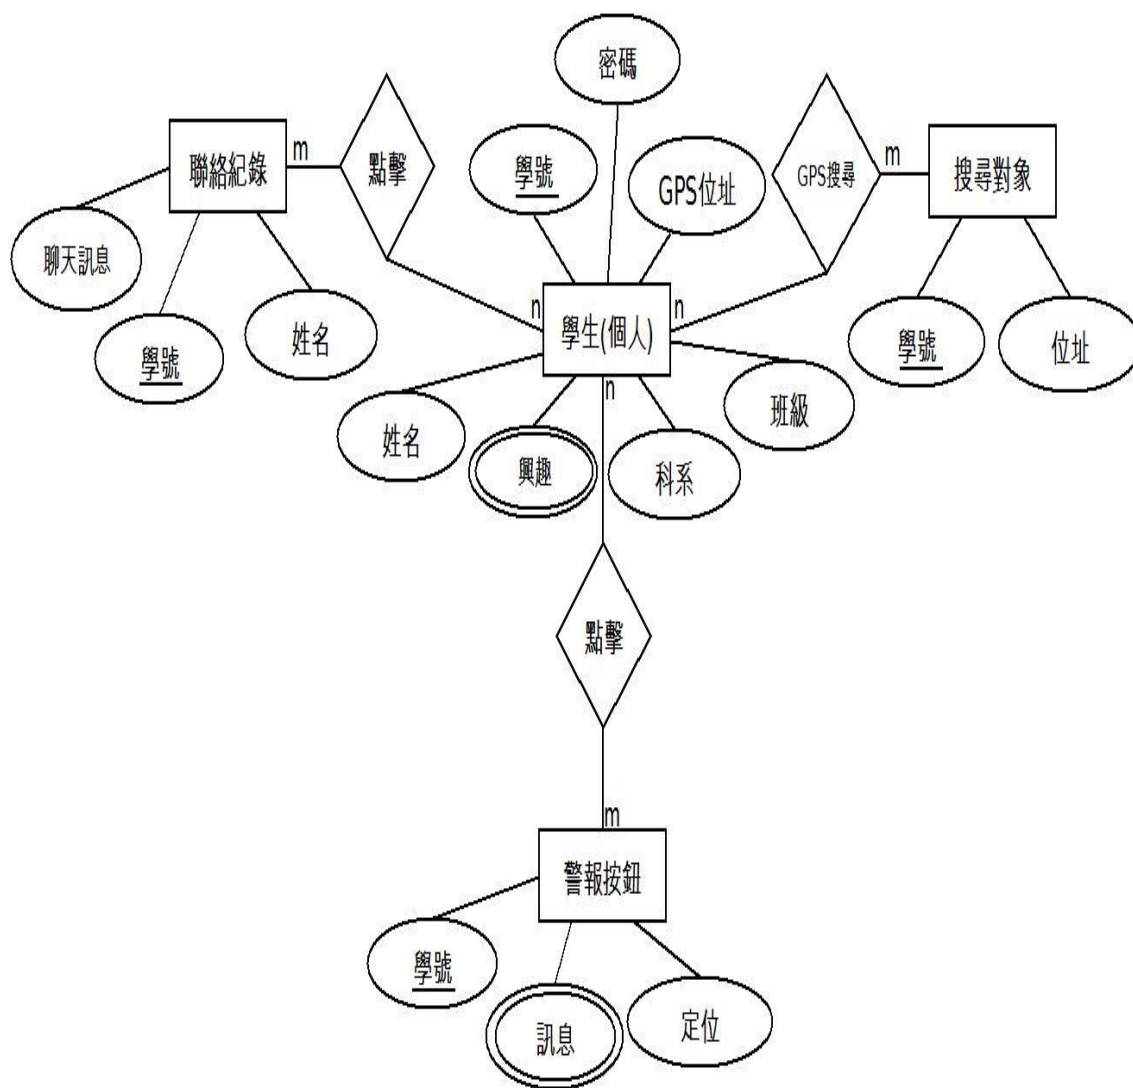 密碼
學號
GPS位址
聯絡紀錄
m
點擊
GPS搜尋
m
搜尋對象
聊天訊息
學號
姓名
n
學生(個人)
n
n
學號
位址
姓名
興趣
科系
班級
點擊
m
警報按鈕
學號
訊息
定位